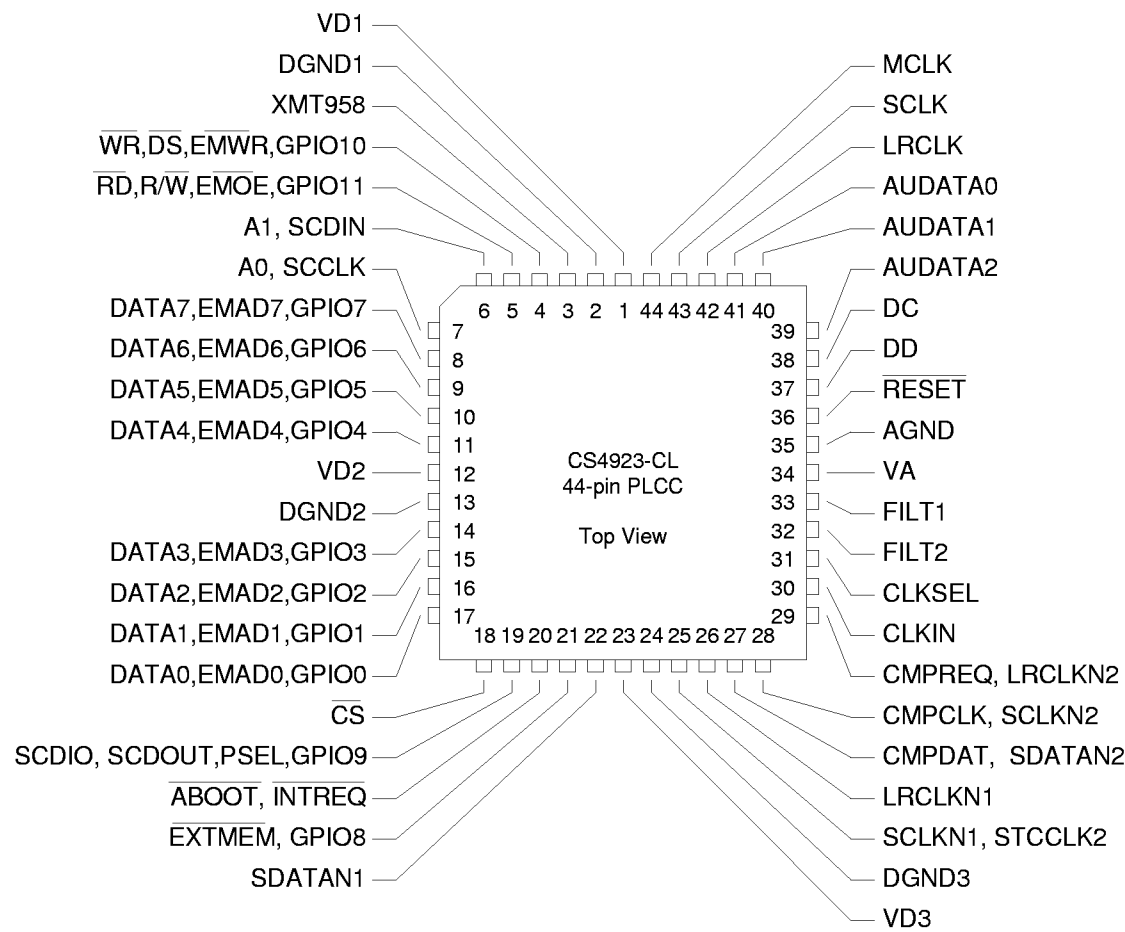 VD1
DGND1
XMT958
WR,DS,EMWR,GPIO10
RD,R/W,EMOE,GPIO11
A1, SCDIN
A0, SCCLK
DATA7,EMAD7,GPIO7
DATA6,EMAD6,GPIO6
DATA5,EMAD5,GPIO5
DATA4,EMAD4,GPIO4
VD2
DGND2
DATA3,EMAD3,GPIO3
DATA2,EMAD2,GPIO2
DATA1,EMAD1,GPIO1
DATA0,EMAD0,GPIO0
CS
SCDIO, SCDOUT,PSEL,GPIO9
ABOOT, INTREQ
EXTMEM, GPIO8
SDATAN1
6 5 4 3 2 1 44 43 42 41 40
7
8
9
10
11
12
13
14
15
16
17
CS4923-CL
44-pin PLCC
Top View
39
38
37
36
35
34
33
32
31
30
29
18 19 20 21 22 23 24 25 26 27 28
MCLK
SCLK
LRCLK
AUDATA0
AUDATA1
AUDATA2
DC
DD
RESET
AGND
VA
FILT1
FILT2
CLKSEL
CLKIN
CMPREQ, LRCLKN2
CMPCLK, SCLKN2
CMPDAT, SDATAN2
LRCLKN1
SCLKN1, STCCLK2
DGND3
VD3